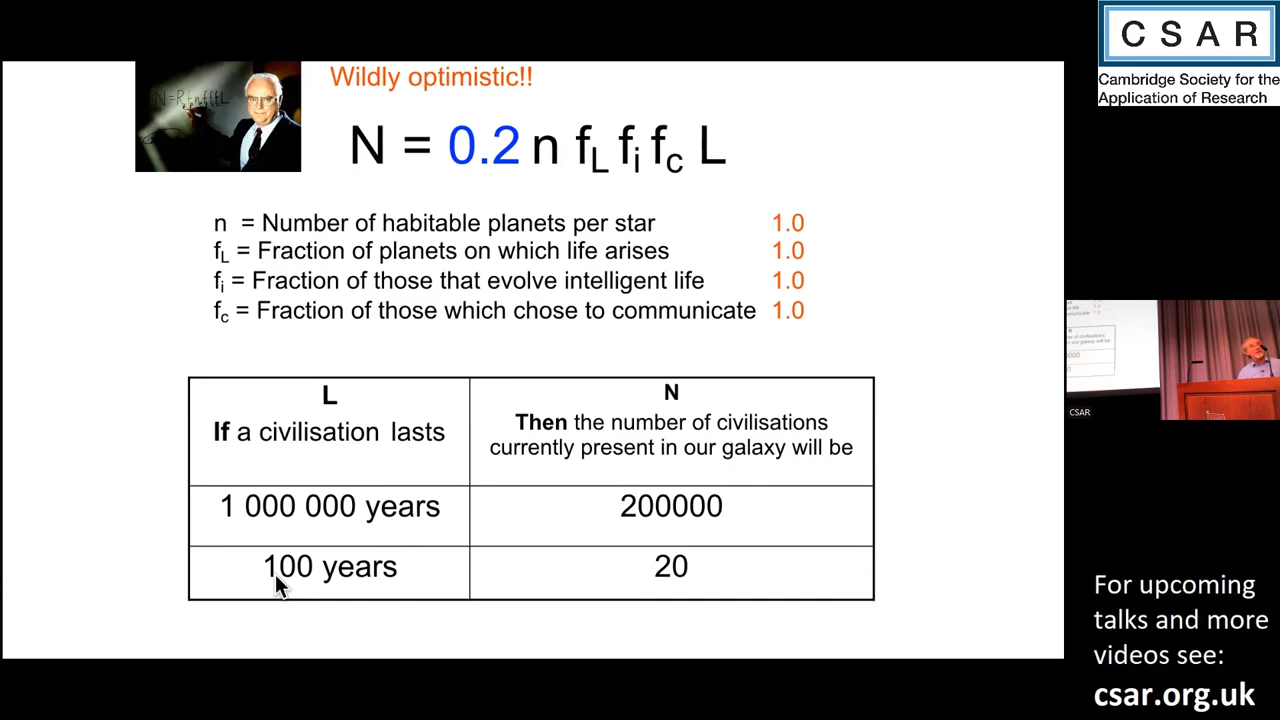 C S A R
Cambridge Society for the
Application of Research
Wildly optimistic!!
N = 0.2 n fL fi fc L
n = Number of habitable planets per star 1.0
fL = Fraction of planets on which life arises 1.0
fi = Fraction of those that evolve intelligent life 1.0
fc = Fraction of those which chose to communicate 1.0
L
If a civilisation lasts
N
Then the number of civilisations
currently present in our galaxy will be
1 000 000 years 200000
100 years 20
CSAR
For upcoming
talks and more
videos see:
csar.org.uk